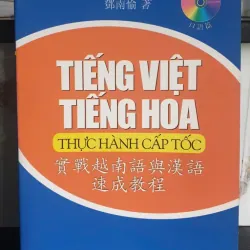 鄧南愉 著
TIẾNG VIỆT
TIẾNG HOA
THỰC HÀNH CẤP TỐC
實戰越南語與漢語
速成教程